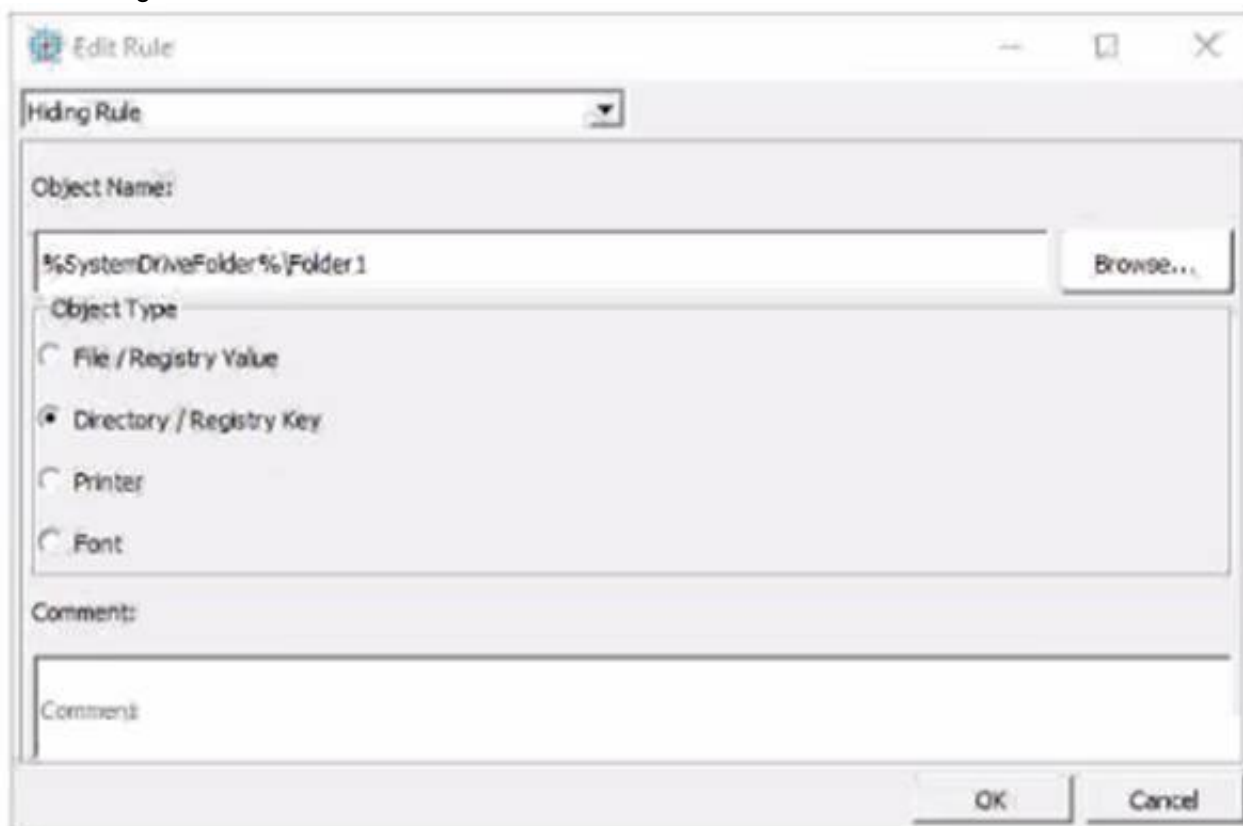 Edit Rule
Hiding Rule
Object Name:
%SystemDriveFolder%\Folder1
Browse...
Object Type
File / Registry Value
Directory / Registry Key
Printer
Font
Comment:
Comment
OK
Cancel